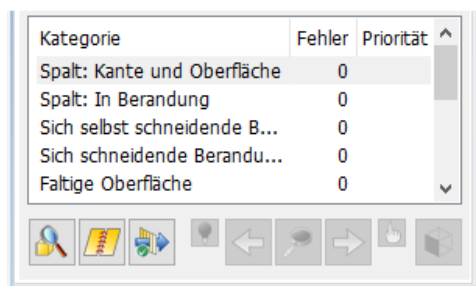 Kategorie Fehler Priorität
Spalt: Kante und Oberfläche 0
Spalt: In Berandung 0
Sich selbst schneidende B... 0
Sich schneidende Berandu... 0
Faltige Oberfläche 0